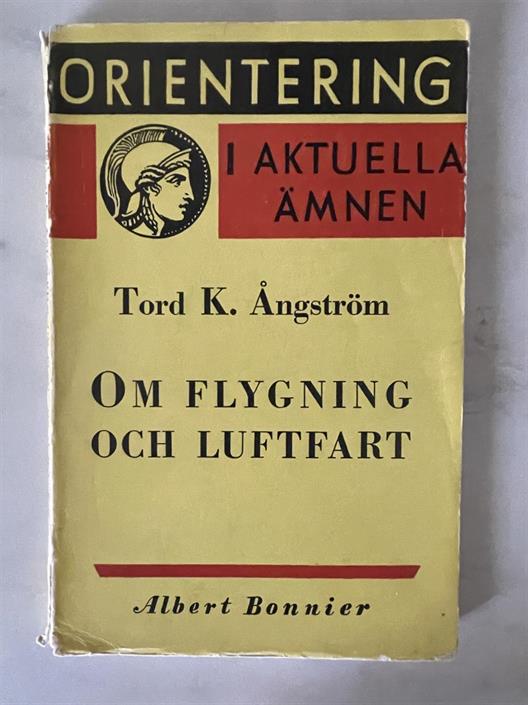 ORIENTERING
I AKTUELLA
ÄMNEN
Tord K. Ångström
OM FLYGNING
OCH LUFTFART
Albert Bonnier